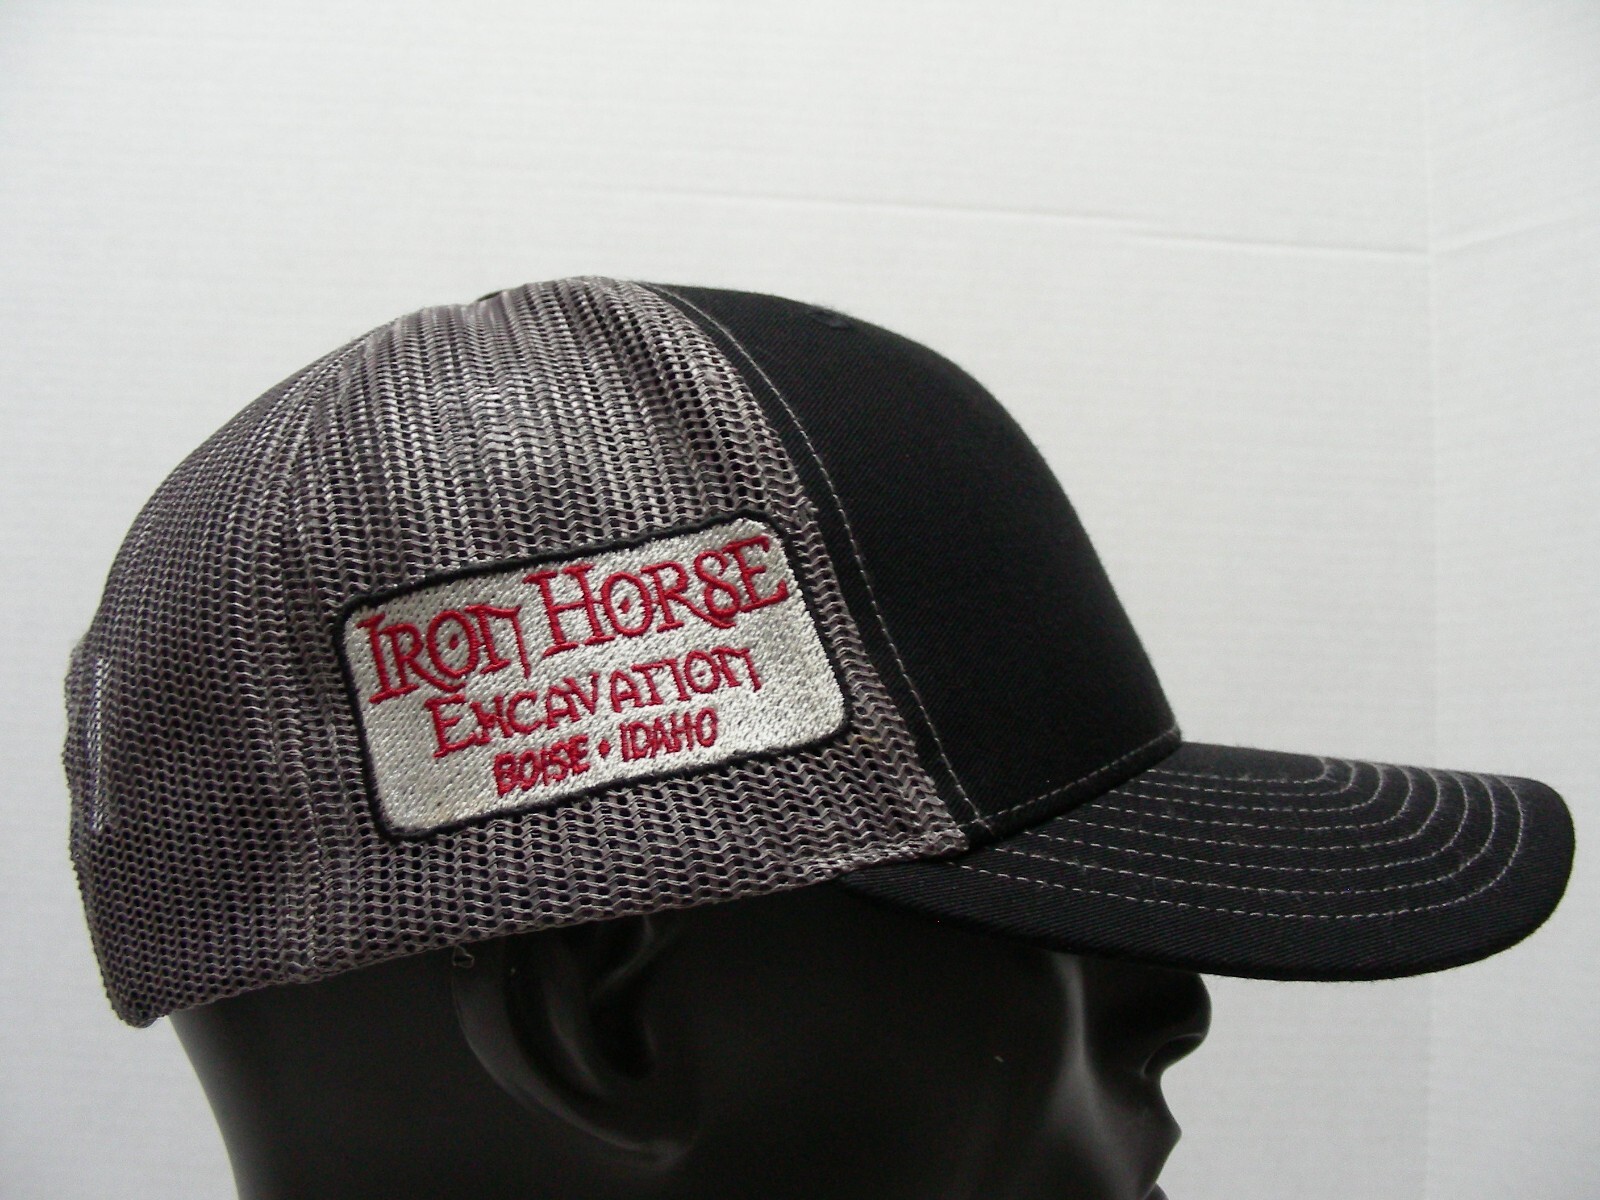 IRON HORSE
EXCAVATION
BOISE • IDAHO